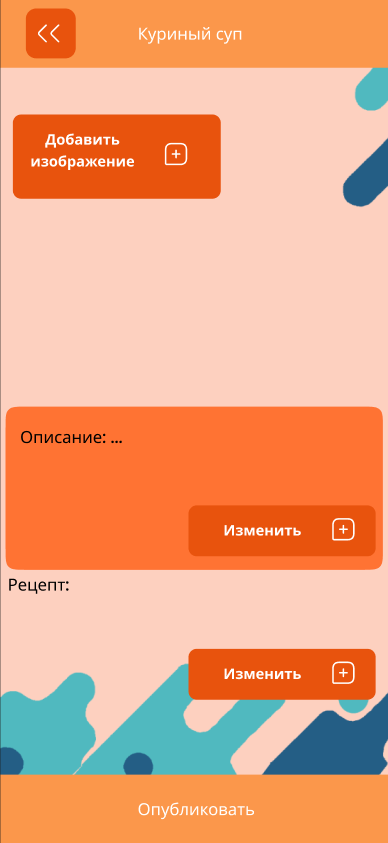 Куриный суп
Добавить
изображение
Описание: ...
Изменить
Рецепт:
Изменить
Опубликовать